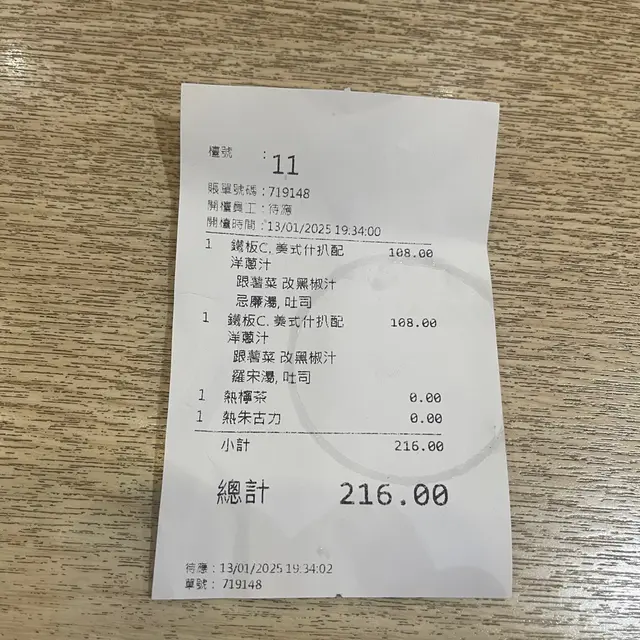 檯號 : 11
賬單號碼 : 719148
開檯員工 : 待應
開檯時間 : 13/01/2025 19:34:00
1 鐵板C. 美式什扒配 108.00
洋蔥汁
跟薯菜 改黑椒汁
忌廉湯, 吐司
1 鐵板C. 美式什扒配 108.00
洋蔥汁
跟薯菜 改黑椒汁
羅宋湯, 吐司
1 熱檸茶 0.00
1 熱朱古力 0.00
小計 216.00
總計 216.00
待應 : 13/01/2025 19:34:02
單號 : 719148